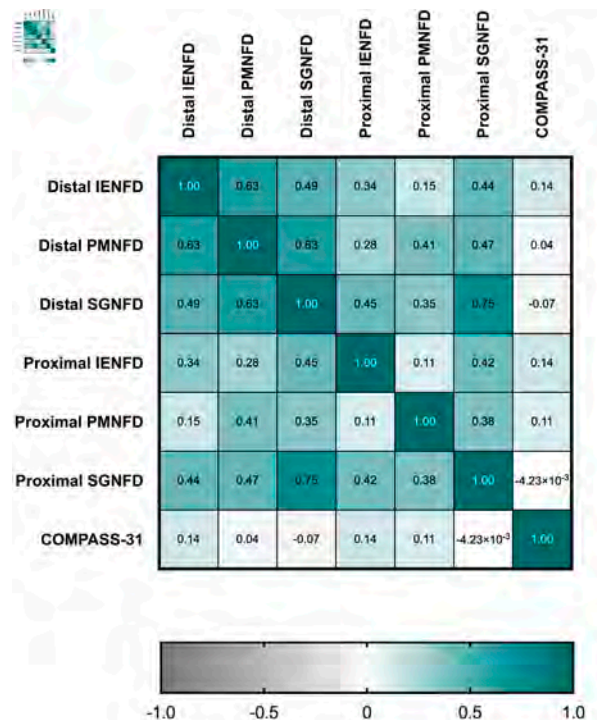 Distal IENFD
Distal PMNFD
Distal SGNFD
Proximal IENFD
Proximal PMNFD
Proximal SGNFD
COMPASS-31
Distal IENFD 1.00 0.63 0.49 0.34 0.15 0.44 0.14
Distal PMNFD 0.63 1.00 0.63 0.28 0.41 0.47 0.04
Distal SGNFD 0.49 0.63 1.00 0.45 0.35 0.75 -0.07
Proximal IENFD 0.34 0.28 0.45 1.00 0.11 0.42 0.14
Proximal PMNFD 0.15 0.41 0.35 0.11 1.00 0.38 0.11
Proximal SGNFD 0.44 0.47 0.75 0.42 0.38 1.00 -4.23×10⁻³
COMPASS-31 0.14 0.04 -0.07 0.14 0.11 -4.23×10⁻³ 1.00
-1.0 -0.5 0 0.5 1.0